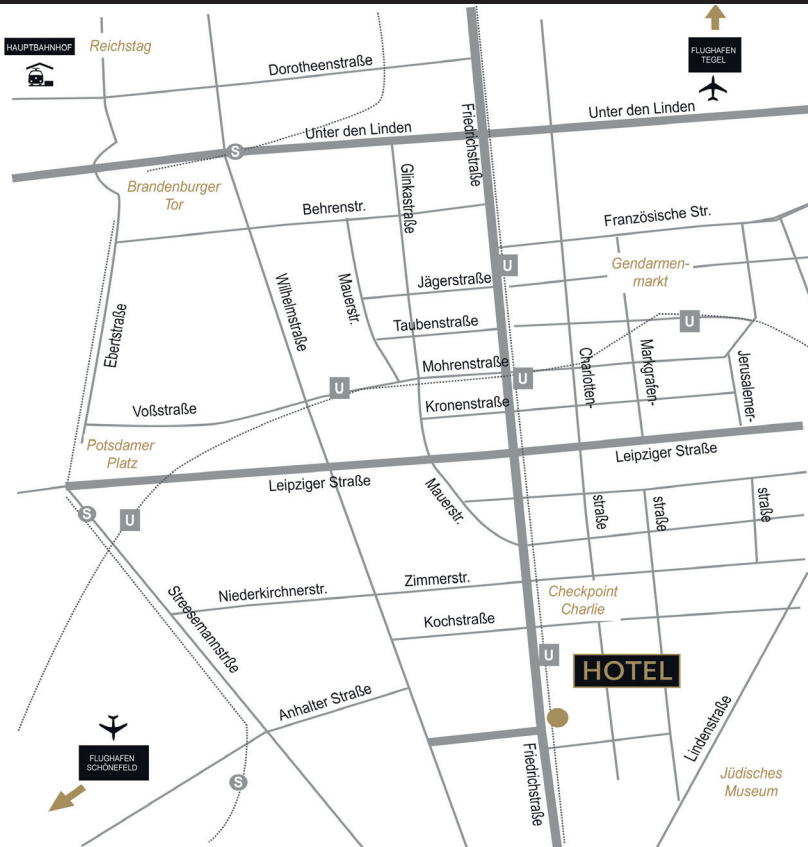 HAUPTBAHNHOF
Reichstag
FLUGHAFEN
TEGEL
Dorotheenstraße
Friedrichstraße
Unter den Linden
Unter den Linden
S
Brandenburger
Tor
Glinkastraße
Behrenstr.
Französische Str.
Mauerstr.
Wilhelmstraße
U
Gendarmen-
markt
Jägerstraße
Ebertstraße
Taubenstraße
U
Mohrenstraße
Charlotten-
Markgrafen-
Jerusalemer-
U
U
Voßstraße
Kronenstraße
Potsdamer
Platz
Leipziger Straße
Leipziger Straße
Mauerstr.
straße
straße
straße
S
U
Streesemannstrße
Niederkirchnerstr.
Zimmerstr.
Checkpoint
Charlie
Kochstraße
U
HOTEL
Anhalter Straße
Lindenstraße
FLUGHAFEN
SCHÖNEFELD
Friedrichstraße
S
Jüdisches
Museum